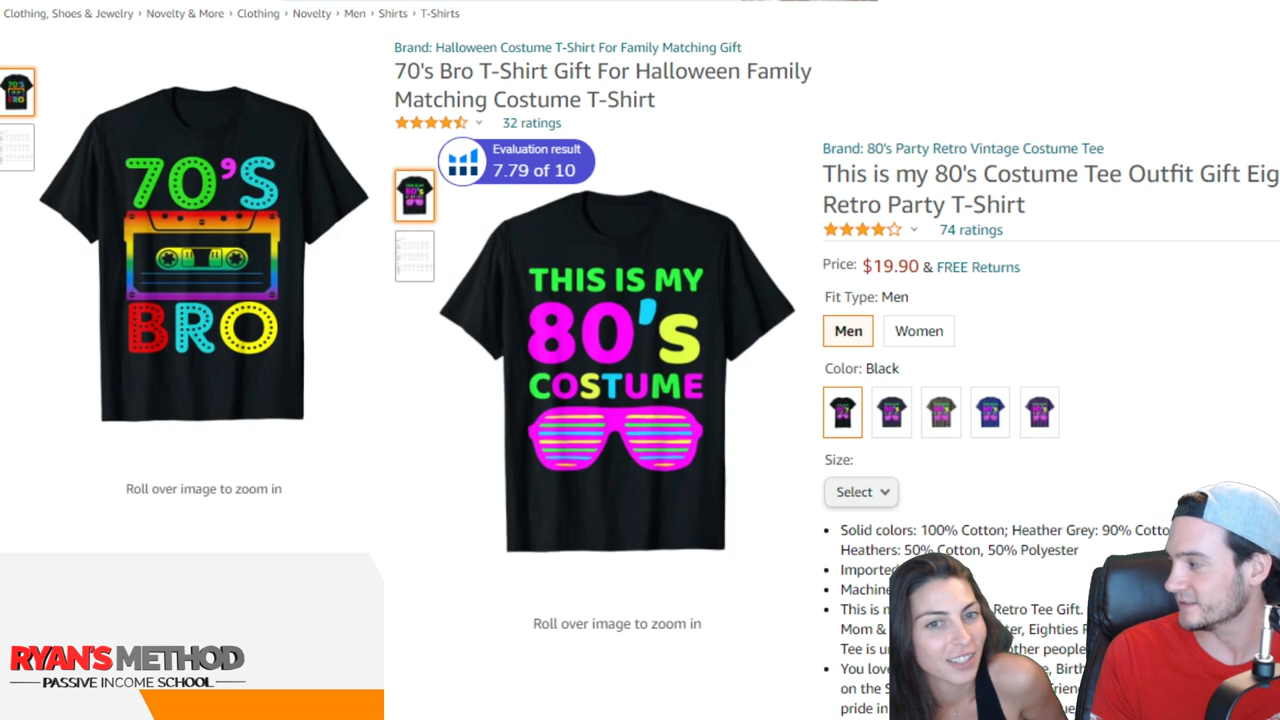 Clothing, Shoes & Jewelry › Novelty & More › Clothing › Novelty › Men › Shirts › T-Shirts
Brand: Halloween Costume T-Shirt For Family Matching Gift
70's Bro T-Shirt Gift For Halloween Family
Matching Costume T-Shirt
32 ratings
Evaluation result
7.79 of 10
70'S
BRO
Roll over image to zoom in
THIS IS MY
80's
COSTUME
Roll over image to zoom in
Brand: 80's Party Retro Vintage Costume Tee
This is my 80's Costume Tee Outfit Gift Eig
Retro Party T-Shirt
74 ratings
Price: $19.90 & FREE Returns
Fit Type: Men
Men
Women
Color: Black
Size:
Select
Solid colors: 100% Cotton; Heather Grey: 90% Cotto
Heathers: 50% Cotton, 50% Polyester
Imported
Machine
This is Retro Tee Gift.
Mom & Eighties
Tee is other people
You love
on the
pride in
RYAN'S METHOD
PASSIVE INCOME SCHOOL